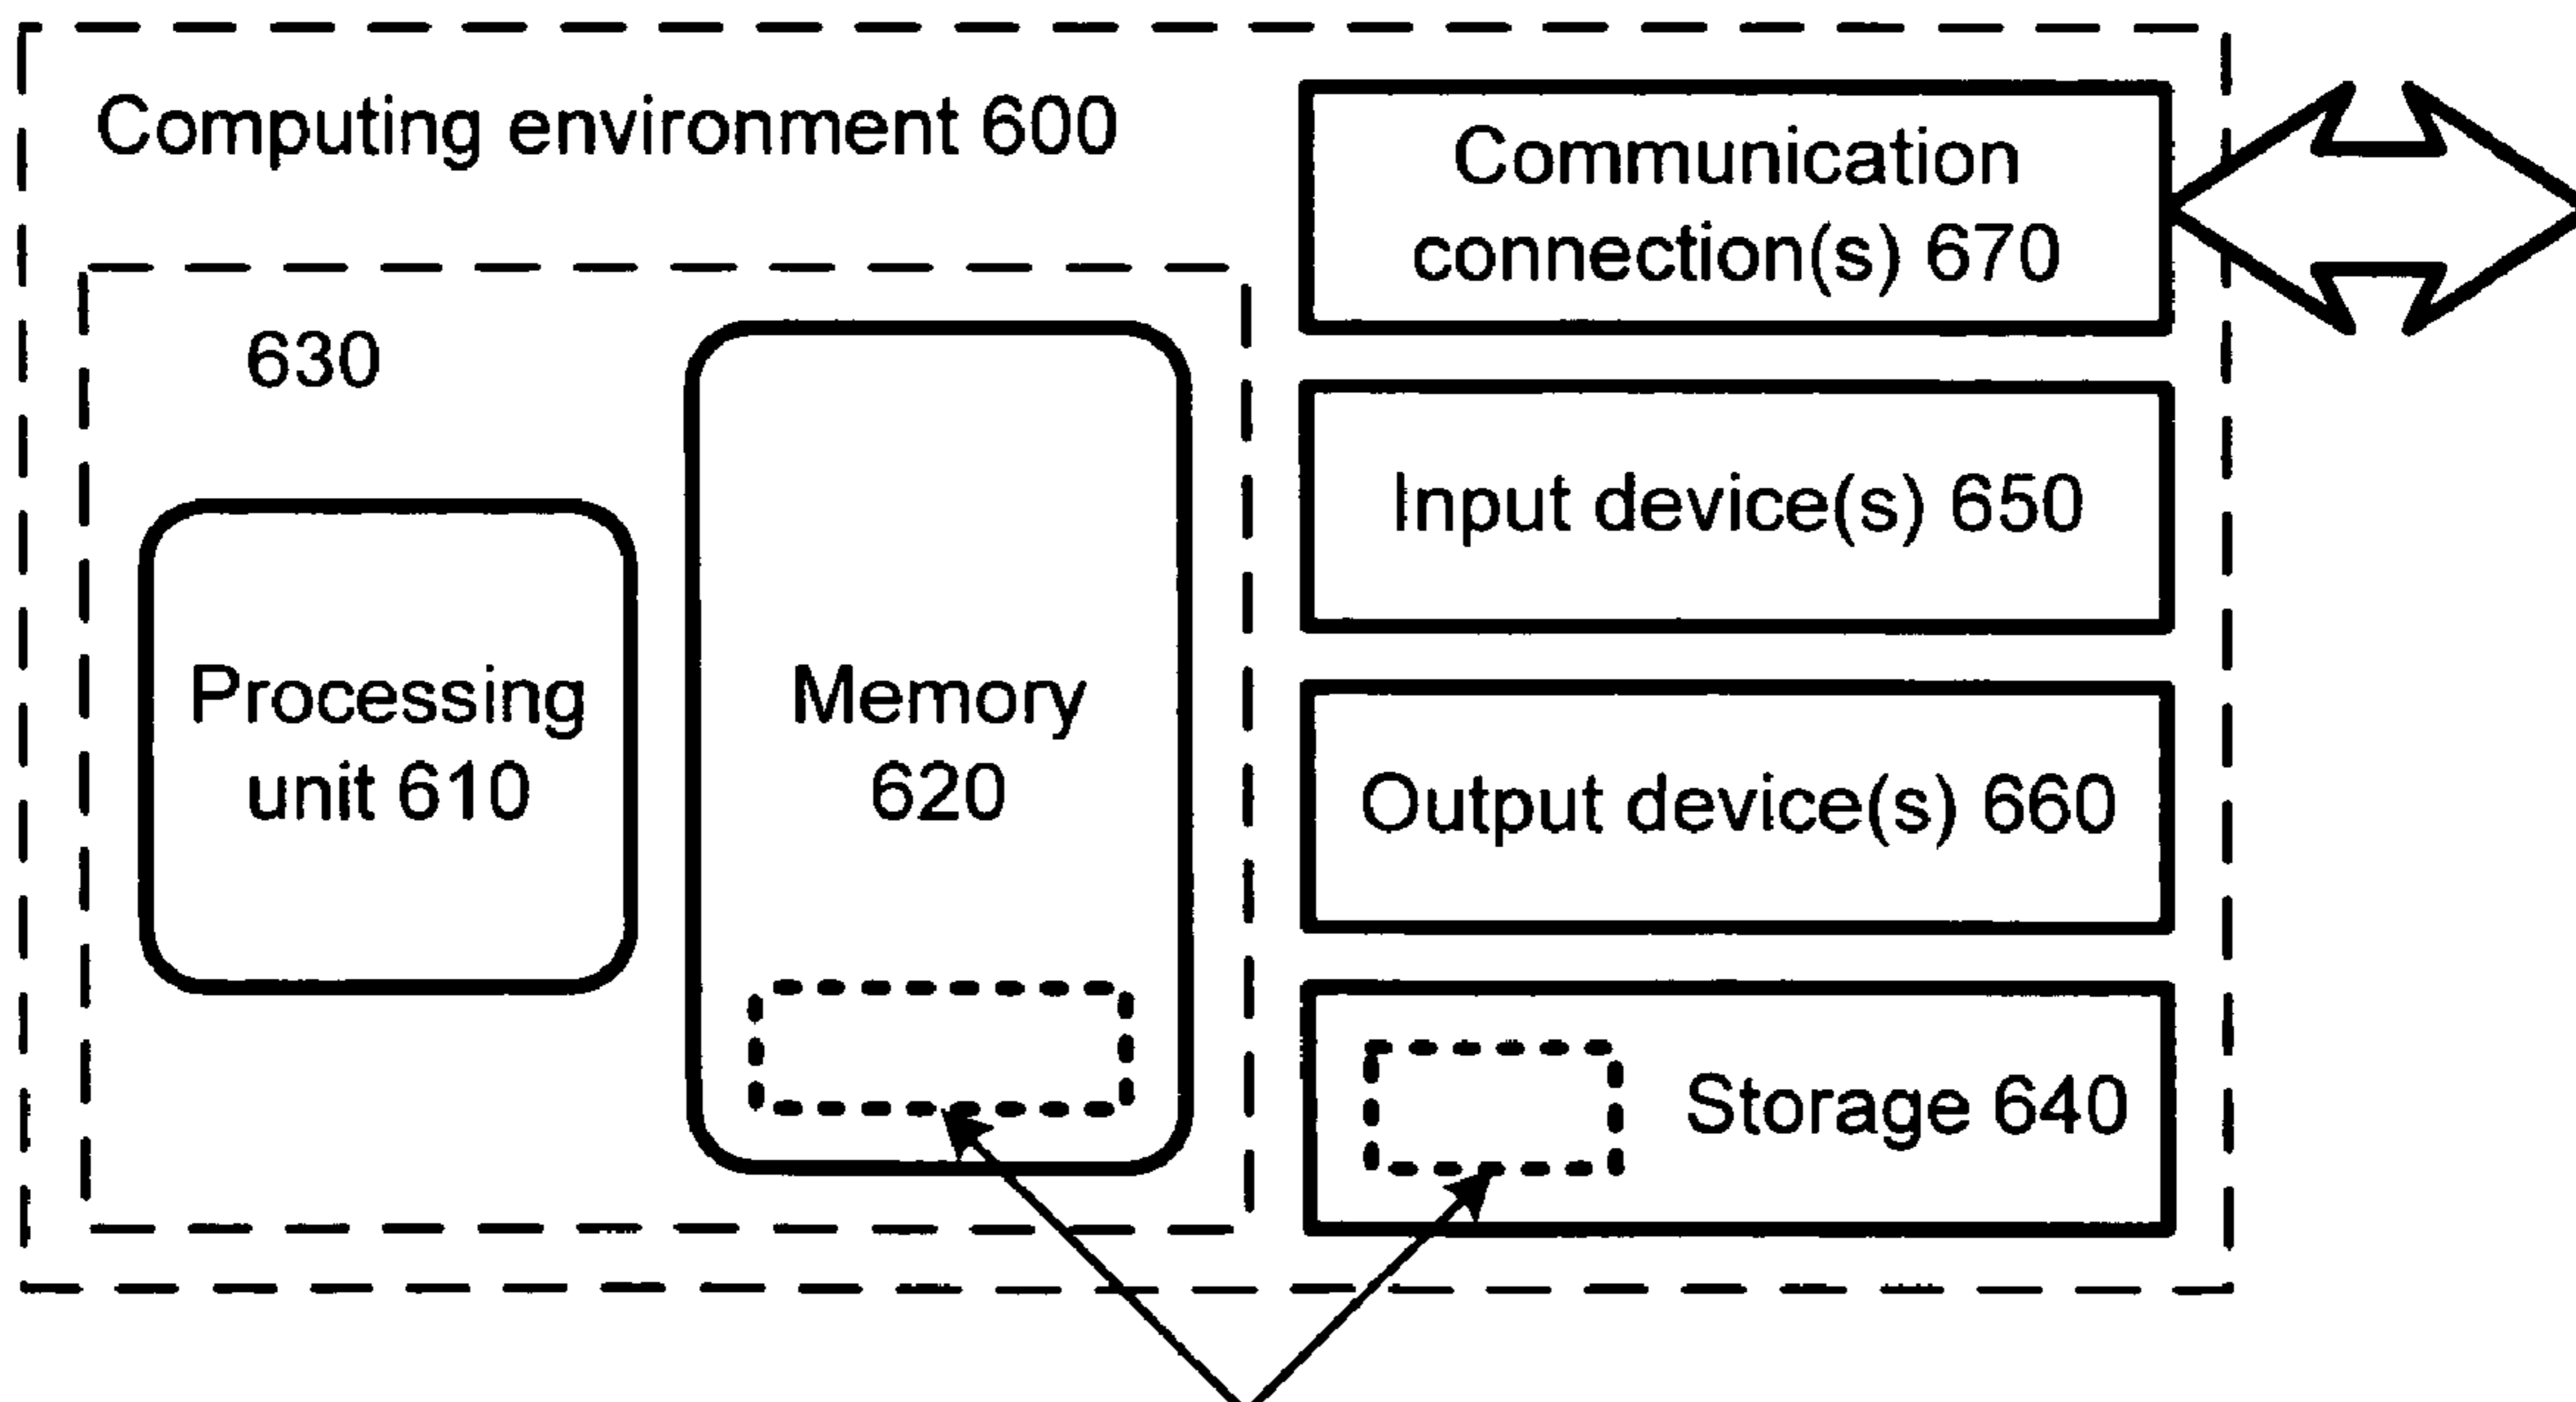 Computing environment 600
630
Processing
unit 610
Memory
620
Communication
connection(s) 670
Input device(s) 650
Output device(s) 660
Storage 640